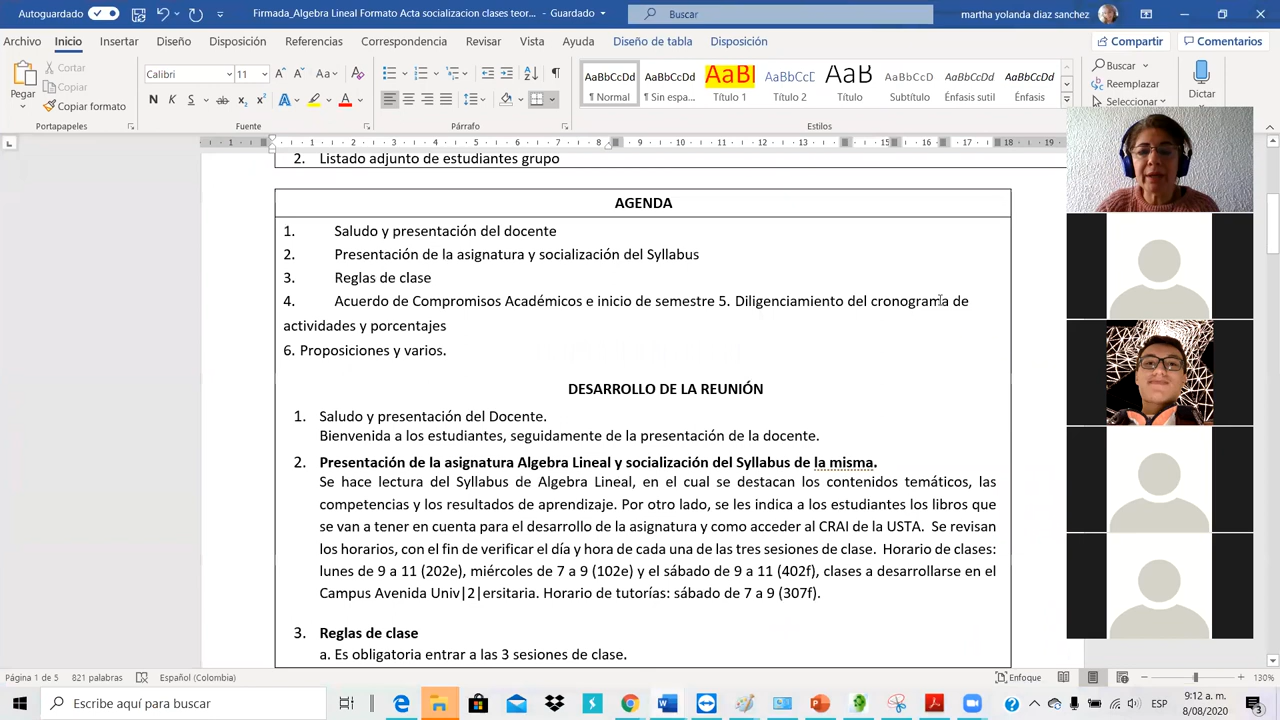 Autoguardado
Firmada_Algebra Lineal Formato Acta socializacion clases teor... - Guardado
Buscar
martha yolanda diaz sanchez
Archivo Inicio Insertar Diseño Disposición Referencias Correspondencia Revisar Vista Ayuda Diseño de tabla Disposición Compartir Comentarios
Pegar
Cortar
Copiar
Copiar formato
Portapapeles
Calibri 11
Fuente
Párrafo
AaBbCcDd ¶ Normal
AaBbCcDd ¶ Sin espa...
AaBl Título 1
AaBbCcD Título 2
AaB Título
AaBbCcD Subtítulo
AaBbCcDd Énfasis sutil
AaBbCcDd Énfasis
Estilos
Buscar
Reemplazar
Seleccionar
Dictar
2. Listado adjunto de estudiantes grupo
AGENDA
1. Saludo y presentación del docente
2. Presentación de la asignatura y socialización del Syllabus
3. Reglas de clase
4. Acuerdo de Compromisos Académicos e inicio de semestre 5. Diligenciamiento del cronograma de
actividades y porcentajes
6. Proposiciones y varios.
DESARROLLO DE LA REUNIÓN
1. Saludo y presentación del Docente.
Bienvenida a los estudiantes, seguidamente de la presentación de la docente.
2. Presentación de la asignatura Algebra Lineal y socialización del Syllabus de la misma.
Se hace lectura del Syllabus de Algebra Lineal, en el cual se destacan los contenidos temáticos, las
competencias y los resultados de aprendizaje. Por otro lado, se les indica a los estudiantes los libros que
se van a tener en cuenta para el desarrollo de la asignatura y como acceder al CRAI de la USTA. Se revisan
los horarios, con el fin de verificar el día y hora de cada una de las tres sesiones de clase. Horario de clases:
lunes de 9 a 11 (202e), miércoles de 7 a 9 (102e) y el sábado de 9 a 11 (402f), clases a desarrollarse en el
Campus Avenida Univ|2|ersitaria. Horario de tutorías: sábado de 7 a 9 (307f).
3. Reglas de clase
a. Es obligatoria entrar a las 3 sesiones de clase.
Página 1 de 5 821 palabras Español (Colombia) Enfoque 130%
Escribe aquí para buscar
ESP
9:12 a. m.
8/08/2020
3